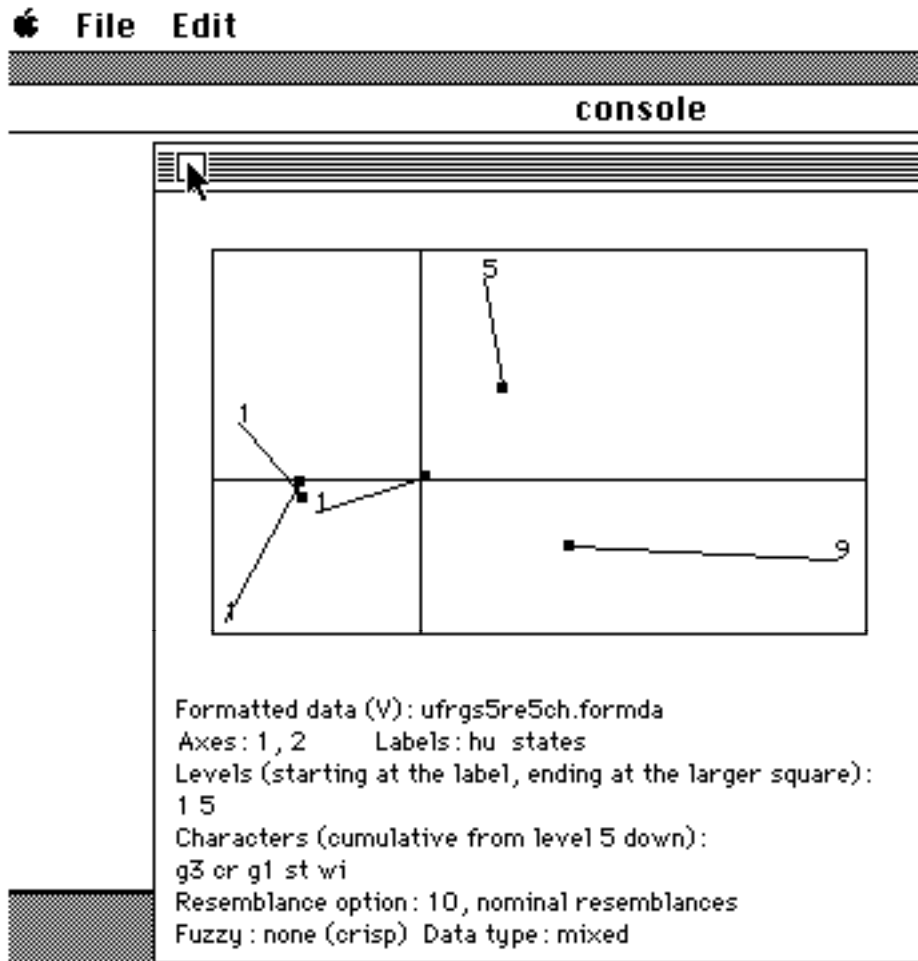 File Edit
console
5
1
1
9
1
Formatted data (V): ufrgs5re5ch.formda
Axes: 1, 2 Labels: hu states
Levels (starting at the label, ending at the larger square):
1 5
Characters (cumulative from level 5 down):
g3 cr g1 st wi
Resemblance option: 10, nominal resemblances
Fuzzy: none (crisp) Data type: mixed